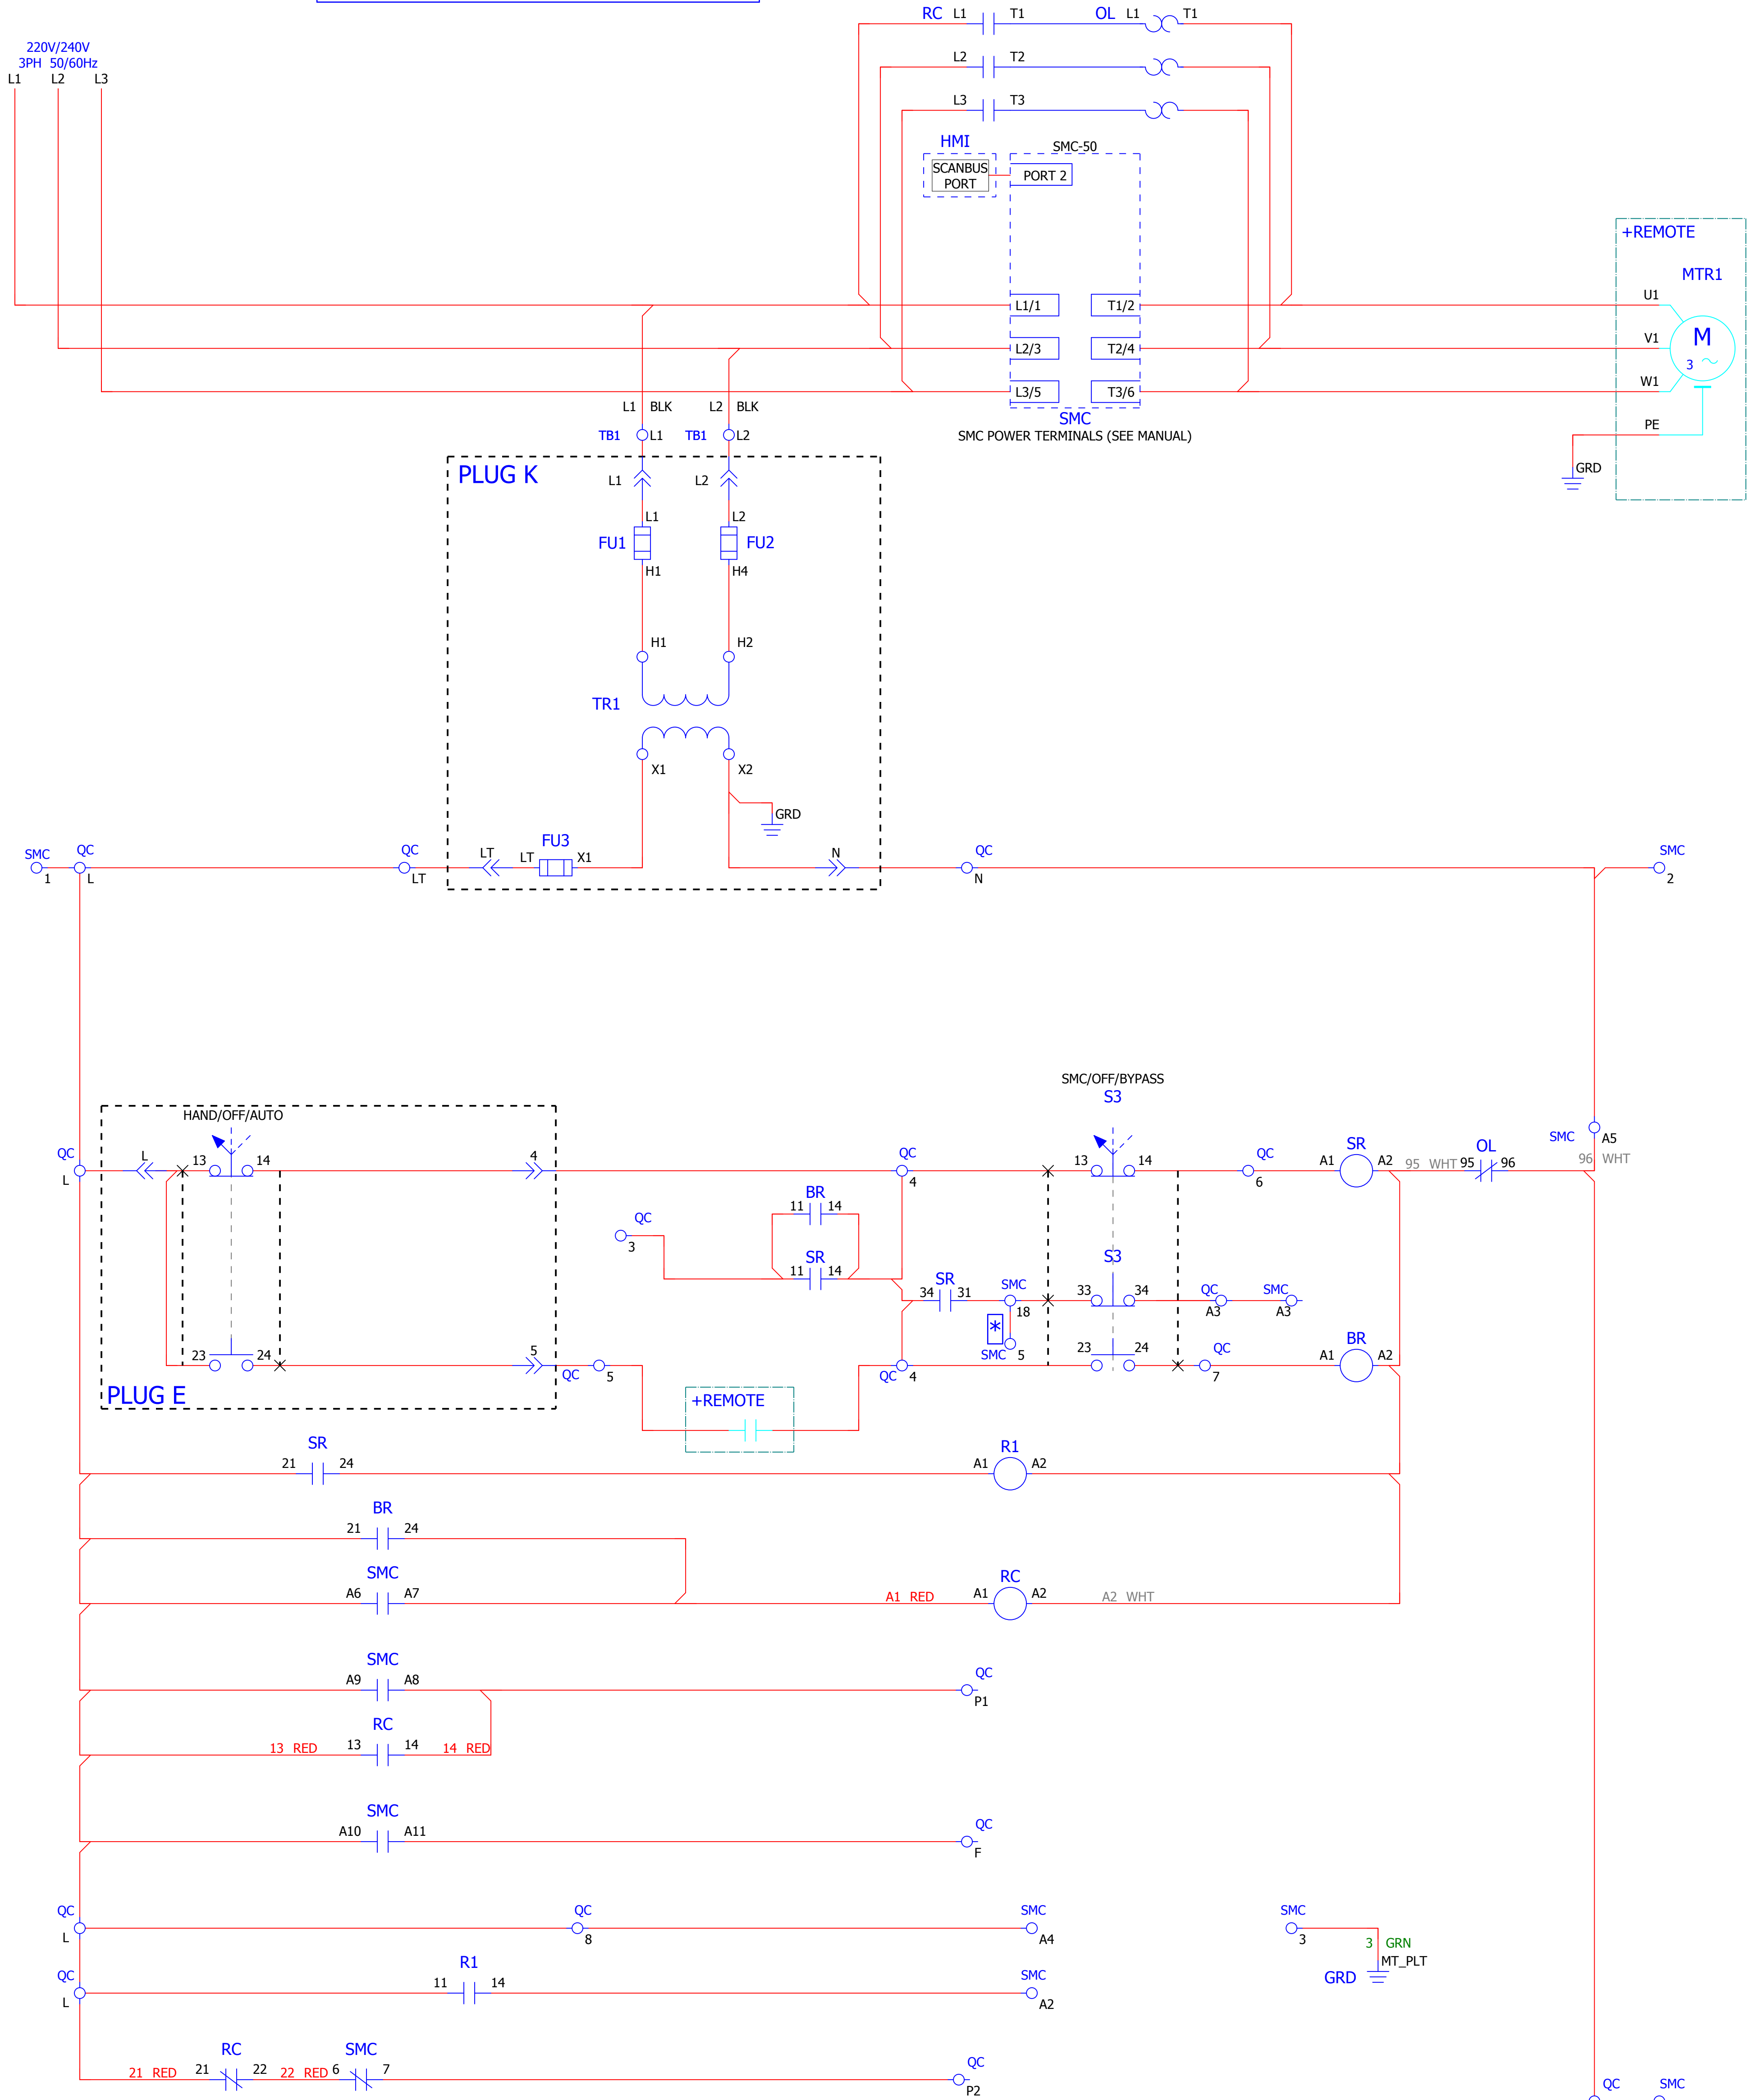 RC L1 T1 OL L1 T1
220V/240V
3PH 50/60Hz
L1 L2 L3
L2 T2
L3 T3
HMI
SMC-50
SCANBUS
PORT
PORT 2
+REMOTE
MTR1
L1/1 T1/2 U1
M
3
L2/3 T2/4 V1
L3/5 T3/6 W1
L1 BLK L2 BLK
SMC
SMC POWER TERMINALS (SEE MANUAL)
PE
GRD
TB1 L1 TB1 L2
PLUG K
L1 L2
L1 L2
FU1 FU2
H1 H4
H1 H2
TR1
X1 X2
GRD
FU3
SMC QC QC LT LT X1 N QC SMC
1 L LT N 2
SMC/OFF/BYPASS
S3
HAND/OFF/AUTO
SMC A5
QC L 13 14 4 QC 13 14 QC SR OL
L 4 6 A1 A2 95 WHT 95 96 96 WHT
BR
11 14
QC
3
SR
11 14
S3
SR
34 31 SMC 33 34 QC SMC
18 A3 A3
*
SMC 5
BR
23 24 5 QC 5 QC 4 23 24 QC 7 A1 A2
PLUG E
+REMOTE
SR R1
21 24 A1 A2
BR
21 24
SMC RC
A6 A7 A1 RED A1 A2 A2 WHT
SMC QC
A9 A8 P1
RC
13 RED 13 14 14 RED
SMC QC
A10 A11 F
QC QC SMC SMC
L 8 A4 3
3 GRN
MT_PLT
GRD
QC R1 SMC
L 11 14 A2
RC SMC QC
21 RED 21 22 22 RED 6 7 P2
QC SMC